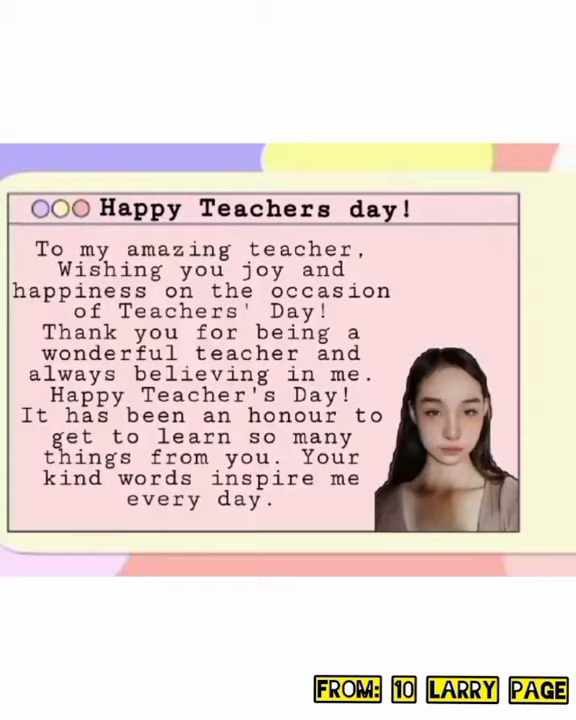 Happy Teachers day!
To my amazing teacher,
Wishing you joy and
happiness on the occasion
of Teachers' Day!
Thank you for being a
wonderful teacher and
always believing in me.
Happy Teacher's Day!
It has been an honour to
get to learn so many
things from you. Your
kind words inspire me
every day.
FROM: 10 LARRY PAGE